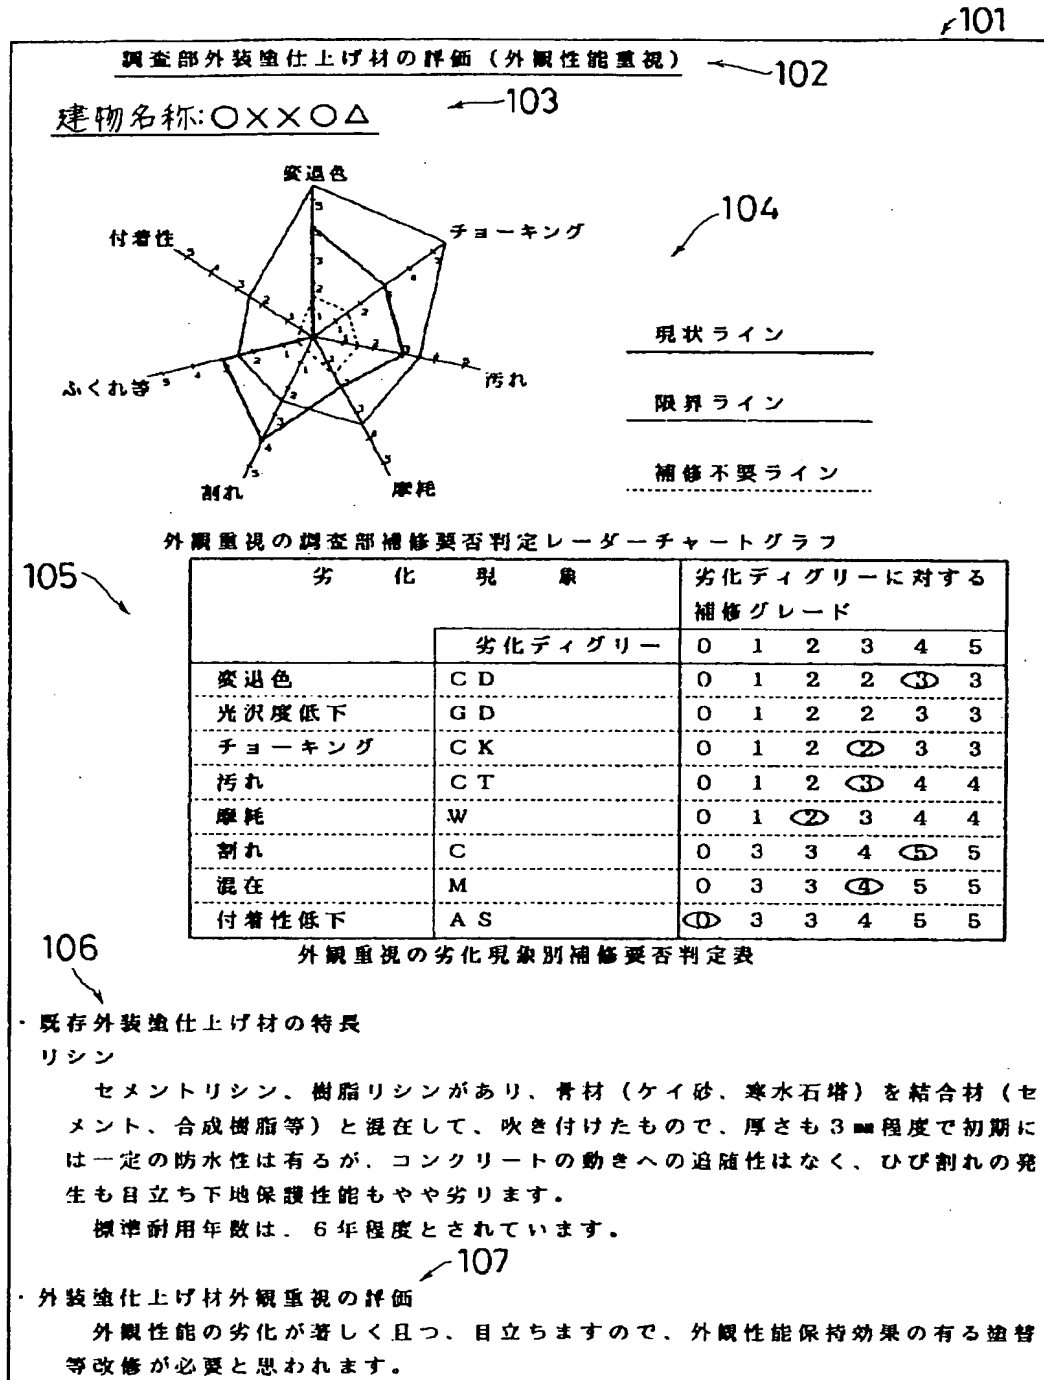 101
調査部外装塗仕上げ材の評価（外観性能重視）
102
建物名称:○××○△
103
変退色
チョーキング
汚れ
摩耗
割れ
ふくれ等
付着性
104
現状ライン
限界ライン
補修不要ライン
外観重視の調査部補修要否判定レーダーチャートグラフ
105
劣化現象 劣化ディグリーに対する
補修グレード
劣化ディグリー 0 1 2 3 4 5
変退色 CD 0 1 2 2 3 3
光沢度低下 GD 0 1 2 2 3 3
チョーキング CK 0 1 2 2 3 3
汚れ CT 0 1 2 3 4 4
摩耗 W 0 1 2 3 4 4
割れ C 0 3 3 4 5 5
混在 M 0 3 3 4 5 5
付着性低下 AS 0 3 3 4 5 5
外観重視の劣化現象別補修要否判定表
106
・既存外装塗仕上げ材の特長
リシン
セメントリシン、樹脂リシンがあり、骨材（ケイ砂、寒水石塔）を結合材（セ
メント、合成樹脂等）と混在して、吹き付けたもので、厚さも3mm程度で初期に
は一定の防水性は有るが．コンクリートの動きへの追随性はなく、ひび割れの発
生も目立ち下地保護性能もやや劣ります。
標準耐用年数は．6年程度とされています。
107
・外装塗仕上げ材外観重視の評価
外観性能の劣化が著しく且つ、目立ちますので、外観性能保持効果の有る塗替
等改修が必要と思われます。